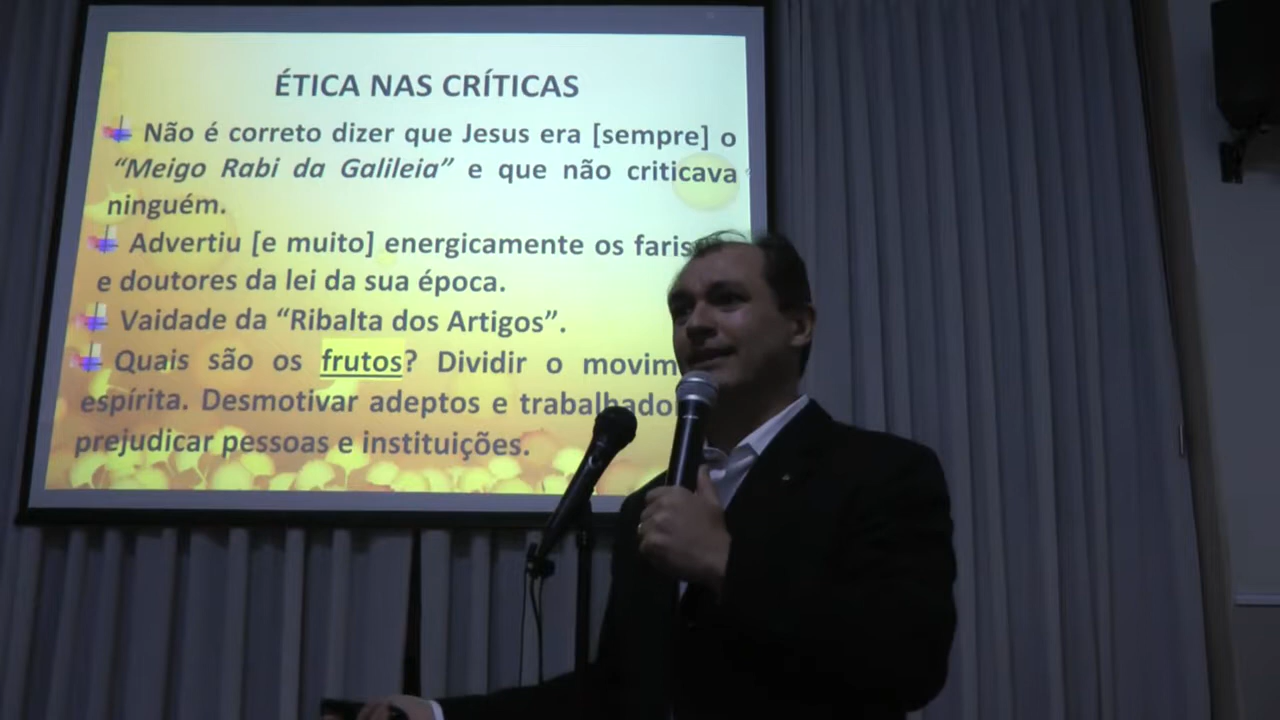 ÉTICA NAS CRÍTICAS
Não é correto dizer que Jesus era [sempre] o
“Meigo Rabi da Galileia” e que não criticava
ninguém.
Advertiu [e muito] energicamente os faris
e doutores da lei da sua época.
Vaidade da “Ribalta dos Artigos”.
Quais são os frutos? Dividir o movim
espírita. Desmotivar adeptos e trabalhado
prejudicar pessoas e instituições.